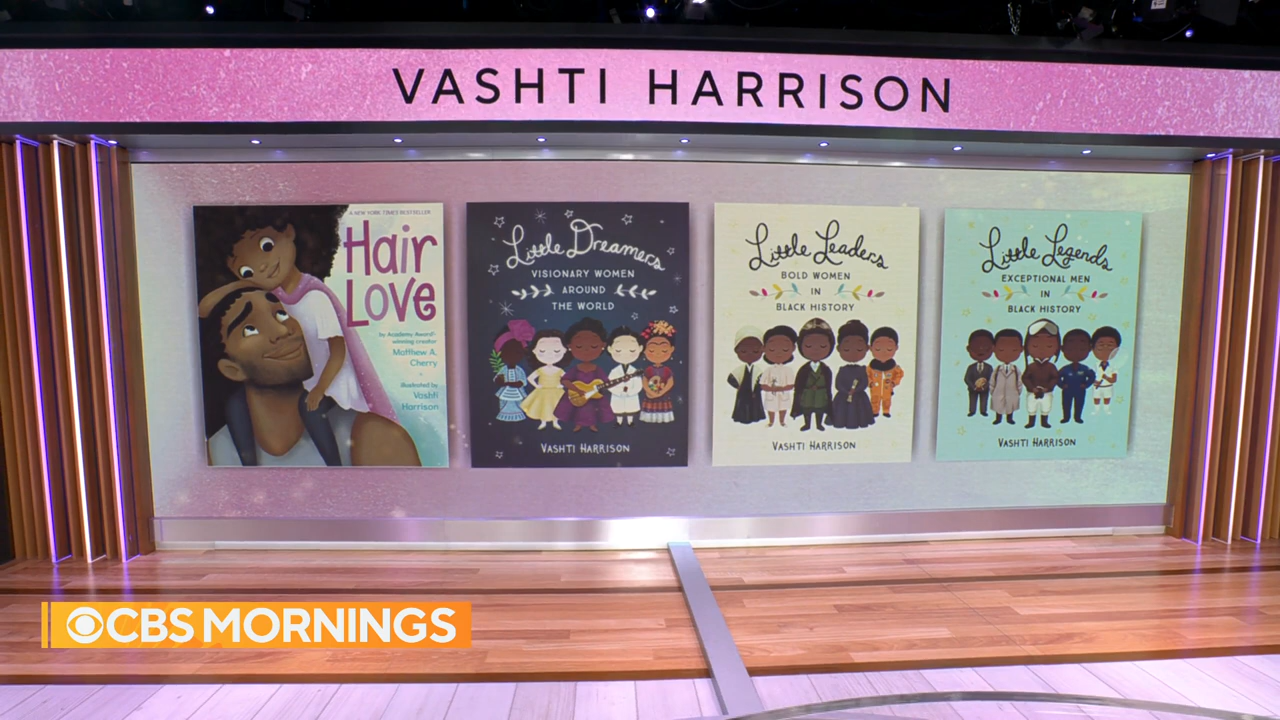 VASHTI HARRISON
A NEW YORK TIMES BESTSELLER
Hair
LOVE
by Academy Award®-
winning creator
Matthew A.
Cherry
illustrated by
Vashti
Harrison
Little Dreamers
VISIONARY WOMEN
AROUND
THE WORLD
VASHTI HARRISON
Little Leaders
BOLD WOMEN
IN
BLACK HISTORY
VASHTI HARRISON
Little Legends
EXCEPTIONAL MEN
IN
BLACK HISTORY
VASHTI HARRISON
CBS MORNINGS